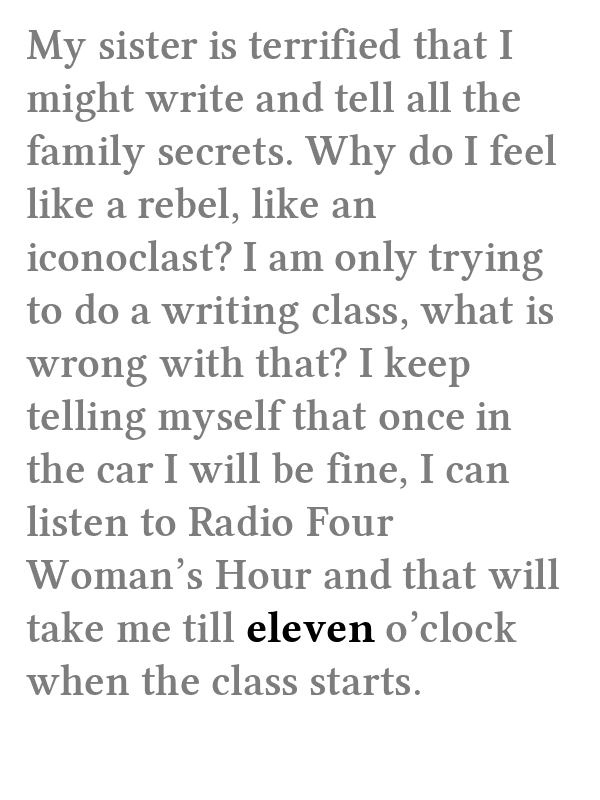 My sister is terrified that I
might write and tell all the
family secrets. Why do I feel
like a rebel, like an
iconoclast? I am only trying
to do a writing class, what is
wrong with that? I keep
telling myself that once in
the car I will be fine, I can
listen to Radio Four
Woman’s Hour and that will
take me till eleven o’clock
when the class starts.